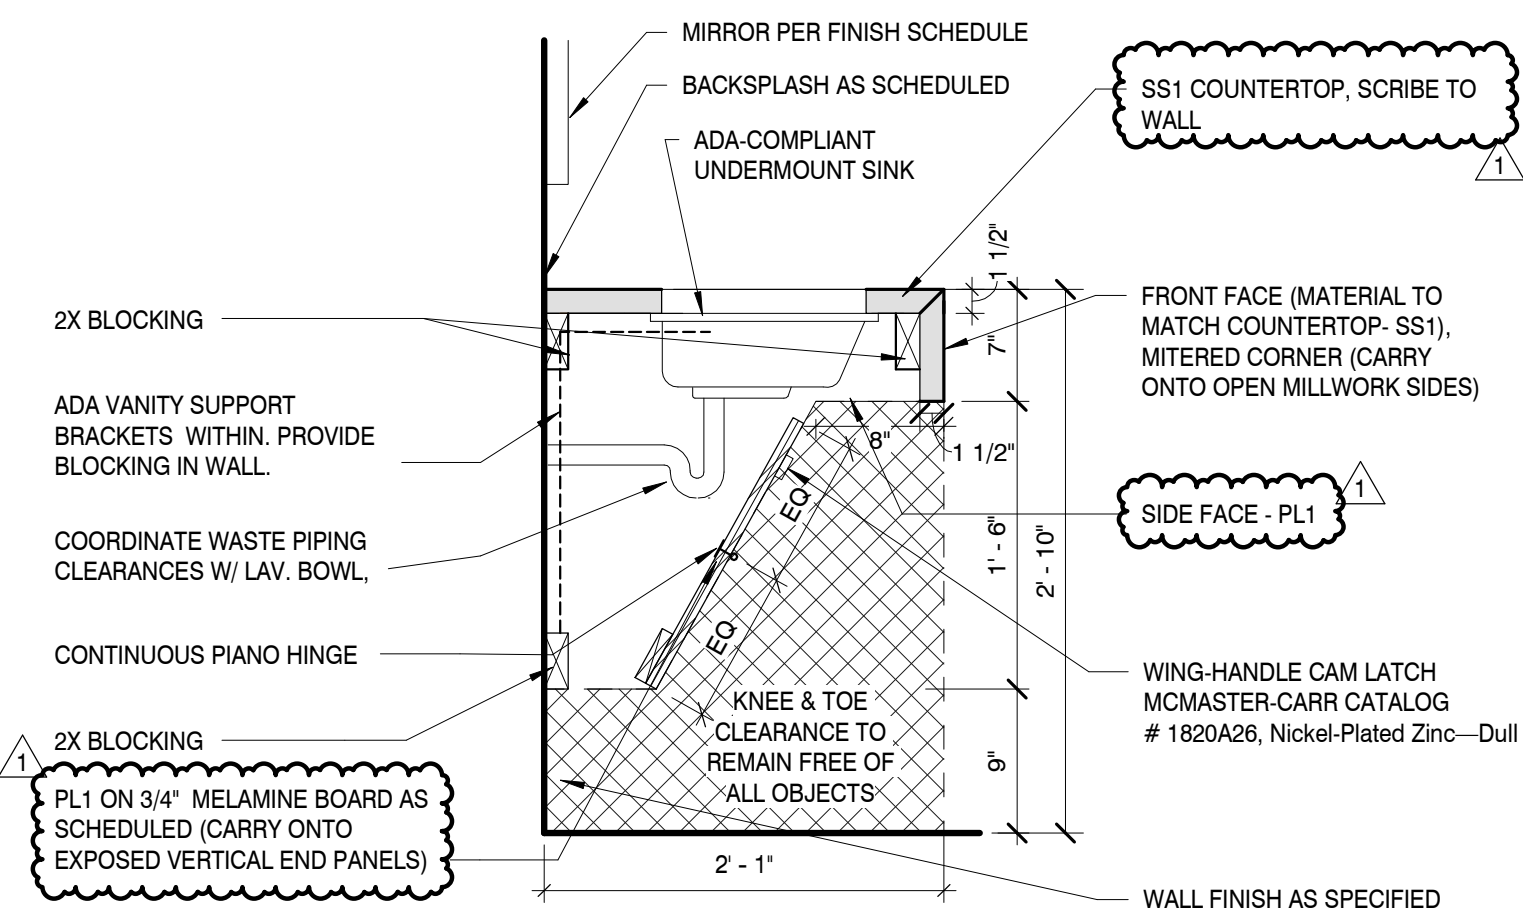 MIRROR PER FINISH SCHEDULE
BACKSPLASH AS SCHEDULED
ADA-COMPLIANT
UNDERMOUNT SINK
SS1 COUNTERTOP, SCRIBE TO
WALL
1
1 1/2"
FRONT FACE (MATERIAL TO
MATCH COUNTERTOP- SS1),
MITERED CORNER (CARRY
ONTO OPEN MILLWORK SIDES)
2X BLOCKING
7"
ADA VANITY SUPPORT
BRACKETS WITHIN. PROVIDE
BLOCKING IN WALL.
8"
1 1/2"
1
SIDE FACE - PL1
EQ
1' - 6"
2' - 10"
COORDINATE WASTE PIPING
CLEARANCES W/ LAV. BOWL,
EQ
CONTINUOUS PIANO HINGE
WING-HANDLE CAM LATCH
MCMASTER-CARR CATALOG
# 1820A26, Nickel-Plated Zinc—Dull
KNEE & TOE
CLEARANCE TO
REMAIN FREE OF
ALL OBJECTS
9"
2X BLOCKING
1
PL1 ON 3/4" MELAMINE BOARD AS
SCHEDULED (CARRY ONTO
EXPOSED VERTICAL END PANELS)
2' - 1"
WALL FINISH AS SPECIFIED